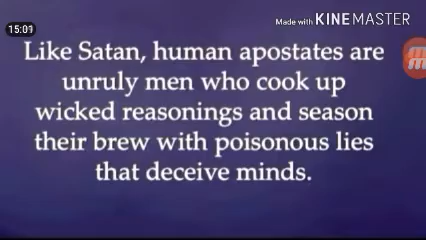 15:01
Made with KINEMASTER
Like Satan, human apostates are
unruly men who cook up
wicked reasonings and season
their brew with poisonous lies
that deceive minds.